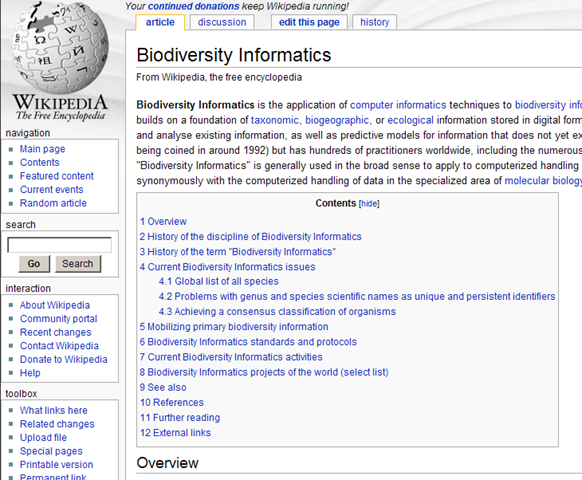 Your continued donations keep Wikipedia running!
article
discussion
edit this page
history
WIKIPEDIA
The Free Encyclopedia
navigation
Main page
Contents
Featured content
Current events
Random article
search
Go
Search
interaction
About Wikipedia
Community portal
Recent changes
Contact Wikipedia
Donate to Wikipedia
Help
toolbox
What links here
Related changes
Upload file
Special pages
Printable version
Permanent link
Biodiversity Informatics
From Wikipedia, the free encyclopedia
Biodiversity Informatics is the application of computer informatics techniques to biodiversity
builds on a foundation of taxonomic, biogeographic, or ecological information stored in digital
and analyse existing information, as well as predictive models for information that does not yet
being coined in around 1992) but has hundreds of practitioners worldwide, including the numerous
"Biodiversity Informatics" is generally used in the broad sense to apply to computerized handling
synonymously with the computerized handling of data in the specialized area of molecular biology
Contents [hide]
1 Overview
2 History of the discipline of Biodiversity Informatics
3 History of the term "Biodiversity Informatics"
4 Current Biodiversity Informatics issues
4.1 Global list of all species
4.2 Problems with genus and species scientific names as unique and persistent identifiers
4.3 Achieving a consensus classification of organisms
5 Mobilizing primary biodiversity information
6 Biodiversity Informatics standards and protocols
7 Current Biodiversity Informatics activities
8 Biodiversity Informatics projects of the world (select list)
9 See also
10 References
11 Further reading
12 External links
Overview